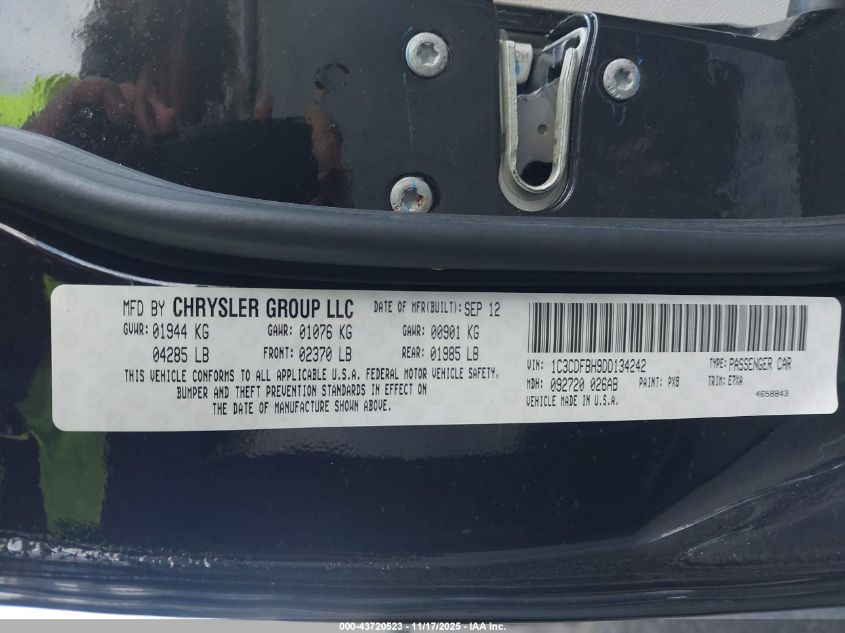 MFD BY CHRYSLER GROUP LLC DATE OF MFR(BUILT): SEP 12
GVWR: 01944 KG GAWR: 01076 KG GAWR: 00901 KG
04285 LB FRONT: 02370 LB REAR: 01985 LB
THIS VEHICLE CONFORMS TO ALL APPLICABLE U.S.A. FEDERAL MOTOR VEHICLE SAFETY,
BUMPER AND THEFT PREVENTION STANDARDS IN EFFECT ON
THE DATE OF MANUFACTURE SHOWN ABOVE.
VIN: 1C3CDFBH9DD134242 TYPE: PASSENGER CAR
MDH: 092720 026AB PAINT: PX8 TRIM: E7XA
VEHICLE MADE IN U.S.A. 4658843
000-43720523 — 11/17/2025 — IAA Inc.